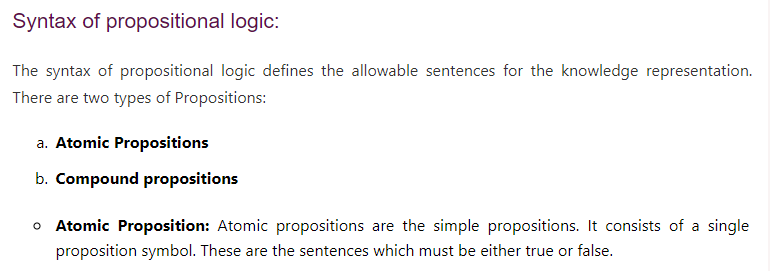 Syntax of propositional logic:
The syntax of propositional logic defines the allowable sentences for the knowledge representation.
There are two types of Propositions:
a. Atomic Propositions
b. Compound propositions
o Atomic Proposition: Atomic propositions are the simple propositions. It consists of a single
proposition symbol. These are the sentences which must be either true or false.